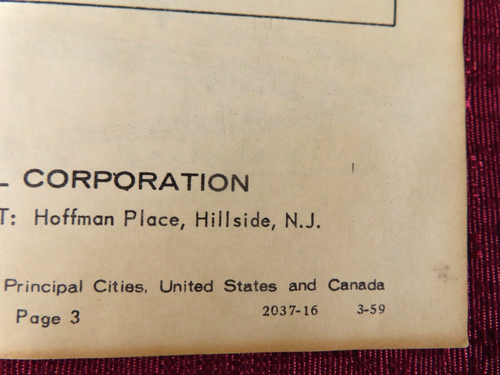 L CORPORATION
T: Hoffman Place, Hillside, N.J.
Principal Cities, United States and Canada
Page 3 2037-16 3-59